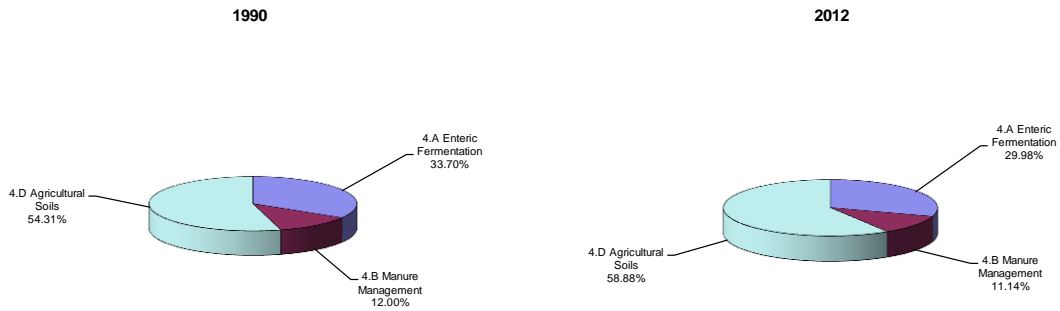 1990
4.A Enteric
Fermentation
33.70%
4.D Agricultural
Soils
54.31%
4.B Manure
Management
12.00%
2012
4.A Enteric
Fermentation
29.98%
4.D Agricultural
Soils
58.88%
4.B Manure
Management
11.14%